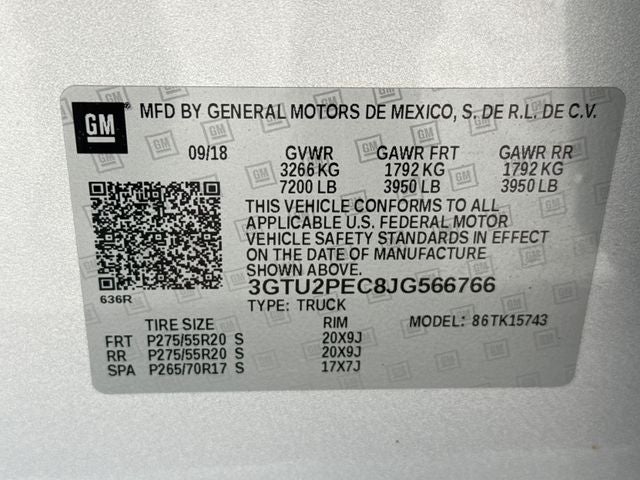 GM MFD BY GENERAL MOTORS DE MEXICO, S. DE R.L. DE C.V.
09/18 GVWR GAWR FRT GAWR RR
3266 KG 1792 KG 1792 KG
7200 LB 3950 LB 3950 LB
THIS VEHICLE CONFORMS TO ALL
APPLICABLE U.S. FEDERAL MOTOR
VEHICLE SAFETY STANDARDS IN EFFECT
ON THE DATE OF MANUFACTURE
SHOWN ABOVE.
3GTU2PEC8JG566766
636R TYPE: TRUCK
TIRE SIZE RIM MODEL: 86TK15743
FRT P275/55R20 S 20X9J
RR P275/55R20 S 20X9J
SPA P265/70R17 S 17X7J